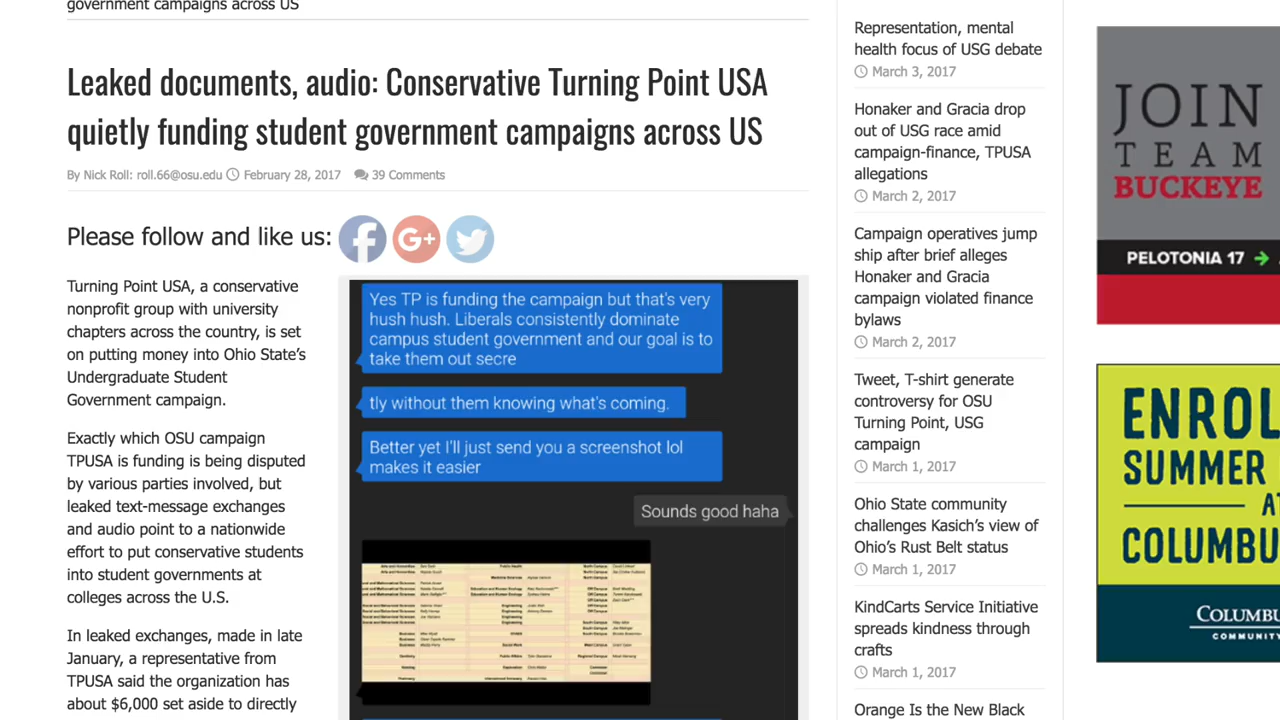 government campaigns across US
Leaked documents, audio: Conservative Turning Point USA
quietly funding student government campaigns across US
By Nick Roll: roll.66@osu.edu February 28, 2017 39 Comments
Please follow and like us:
Turning Point USA, a conservative
nonprofit group with university
chapters across the country, is set
on putting money into Ohio State’s
Undergraduate Student
Government campaign.
Exactly which OSU campaign
TPUSA is funding is being disputed
by various parties involved, but
leaked text-message exchanges
and audio point to a nationwide
effort to put conservative students
into student governments at
colleges across the U.S.
In leaked exchanges, made in late
January, a representative from
TPUSA said the organization has
about $6,000 set aside to directly
Yes TP is funding the campaign but that's very
hush hush. Liberals consistently dominate
campus student government and our goal is to
take them out secre
tly without them knowing what's coming.
Better yet I'll just send you a screenshot lol
makes it easier
Sounds good haha
Representation, mental
health focus of USG debate
March 3, 2017
Honaker and Gracia drop
out of USG race amid
campaign-finance, TPUSA
allegations
March 2, 2017
Campaign operatives jump
ship after brief alleges
Honaker and Gracia
campaign violated finance
bylaws
March 2, 2017
Tweet, T-shirt generate
controversy for OSU
Turning Point, USG
campaign
March 1, 2017
Ohio State community
challenges Kasich’s view of
Ohio’s Rust Belt status
March 1, 2017
KindCarts Service Initiative
spreads kindness through
crafts
March 1, 2017
Orange Is the New Black
JOIN
TEAM
BUCKEYE
PELOTONIA 17
ENROL
SUMMER
AT
COLUMBU
COLUMBU
COMMUNITY